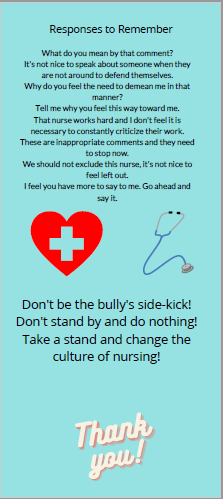 Responses to Remember
What do you mean by that comment?
It's not nice to speak about someone when they
are not around to defend themselves.
Why do you feel the need to demean me in that
manner?
Tell me why you feel this way toward me.
That nurse works hard and I don't feel it is
necessary to constantly criticize their work.
These are inappropriate comments and they need
to stop now.
We should not exclude this nurse, it's not nice to
feel left out.
I feel you have more to say to me. Go ahead and
say it.
Don't be the bully's side-kick!
Don't stand by and do nothing!
Take a stand and change the
culture of nursing!
Thank
you!